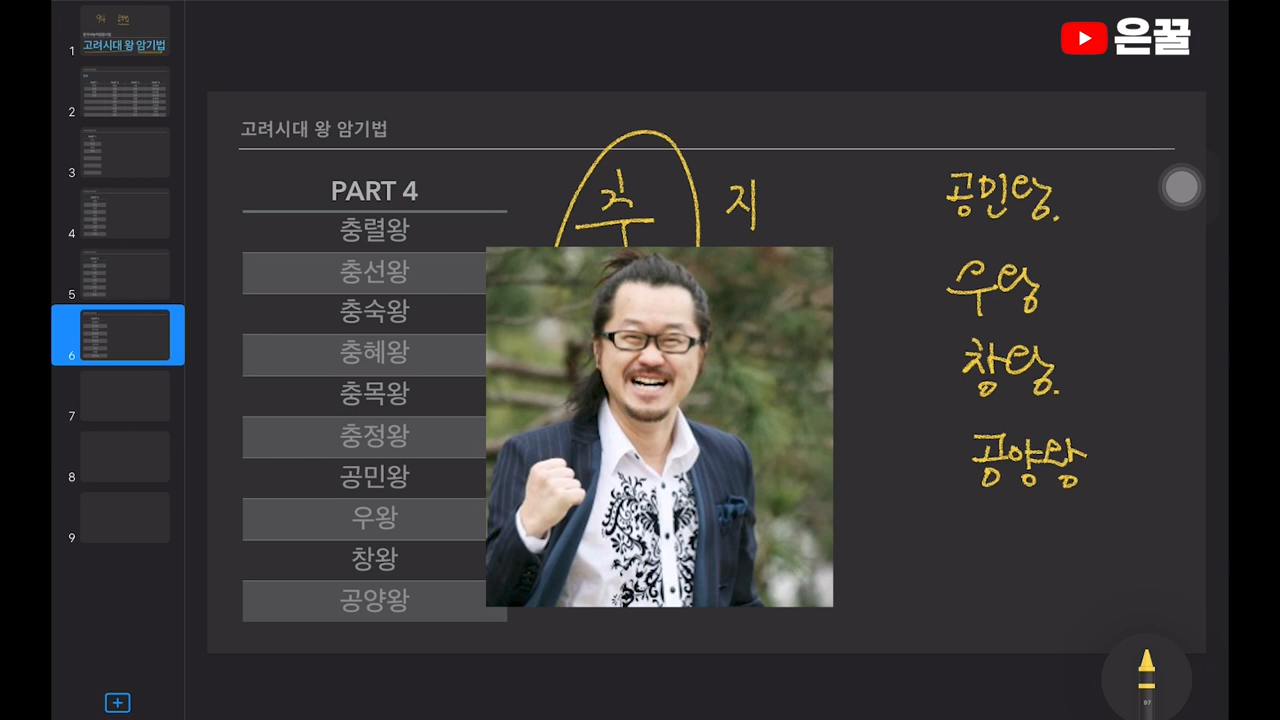 은꿀
고려시대 왕 암기법
고려시대 왕 암기법
PART 4
충렬왕
충선왕
충숙왕
충혜왕
충목왕
충정왕
공민왕
우왕
창왕
공양왕
지
공민왕.
우왕
창왕.
공양왕
1
2
3
4
5
6
7
8
9
97